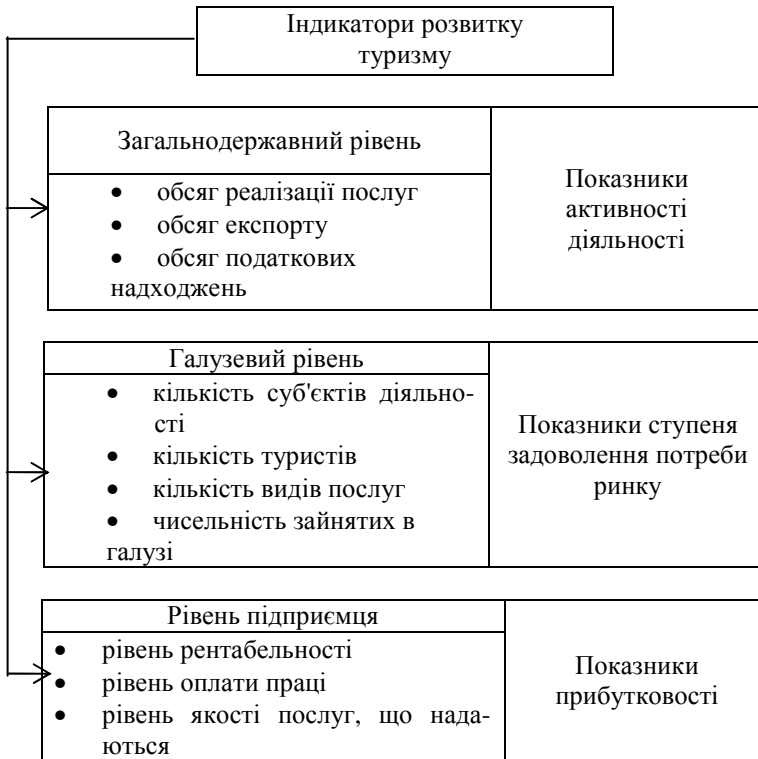 Індикатори розвитку
туризму
Загальнодержавний рівень
• обсяг реалізації послуг
• обсяг експорту
• обсяг податкових
надходжень
Показники
активності
діяльності
Галузевий рівень
• кількість суб'єктів діяльно-
сті
• кількість туристів
• кількість видів послуг
• чисельність зайнятих в
галузі
Показники ступеня
задоволення потреби
ринку
Рівень підприємця
• рівень рентабельності
• рівень оплати праці
• рівень якості послуг, що нада-
ються
Показники
прибутковості